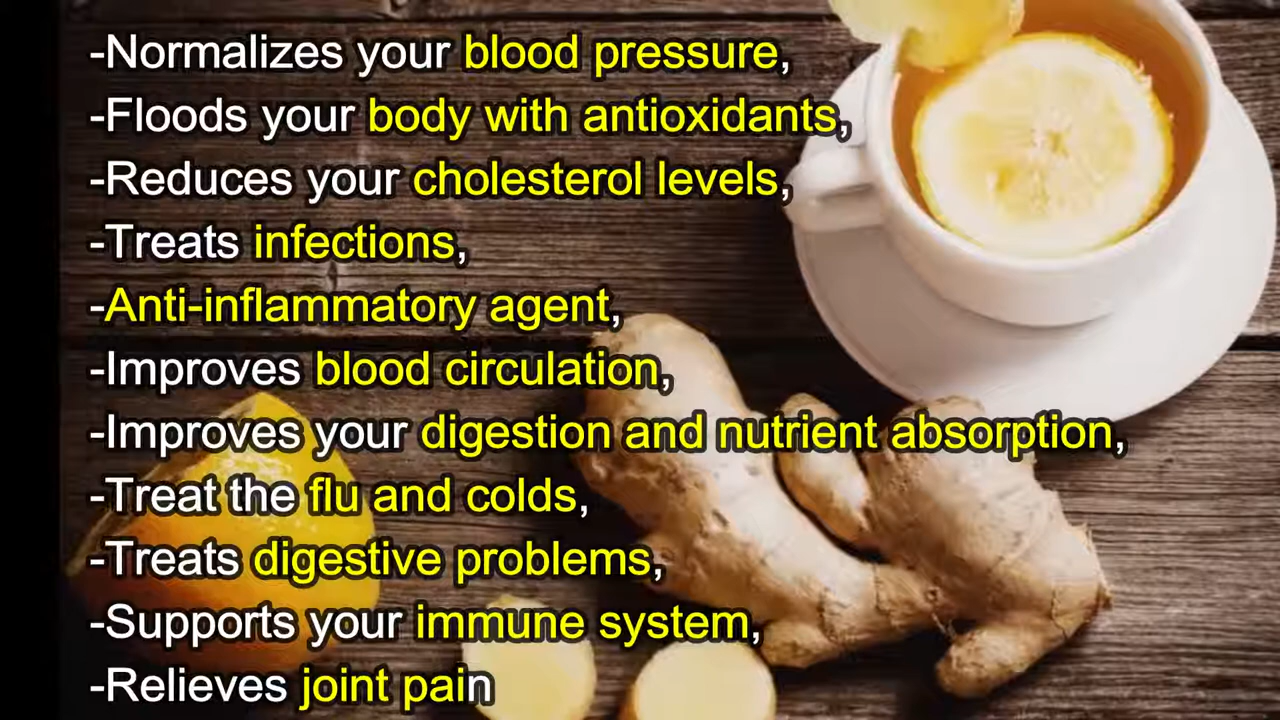 -Normalizes your blood pressure,
-Floods your body with antioxidants,
-Reduces your cholesterol levels,
-Treats infections,
-Anti-inflammatory agent,
-Improves blood circulation,
-Improves your digestion and nutrient absorption,
-Treat the flu and colds,
-Treats digestive problems,
-Supports your immune system,
-Relieves joint pain